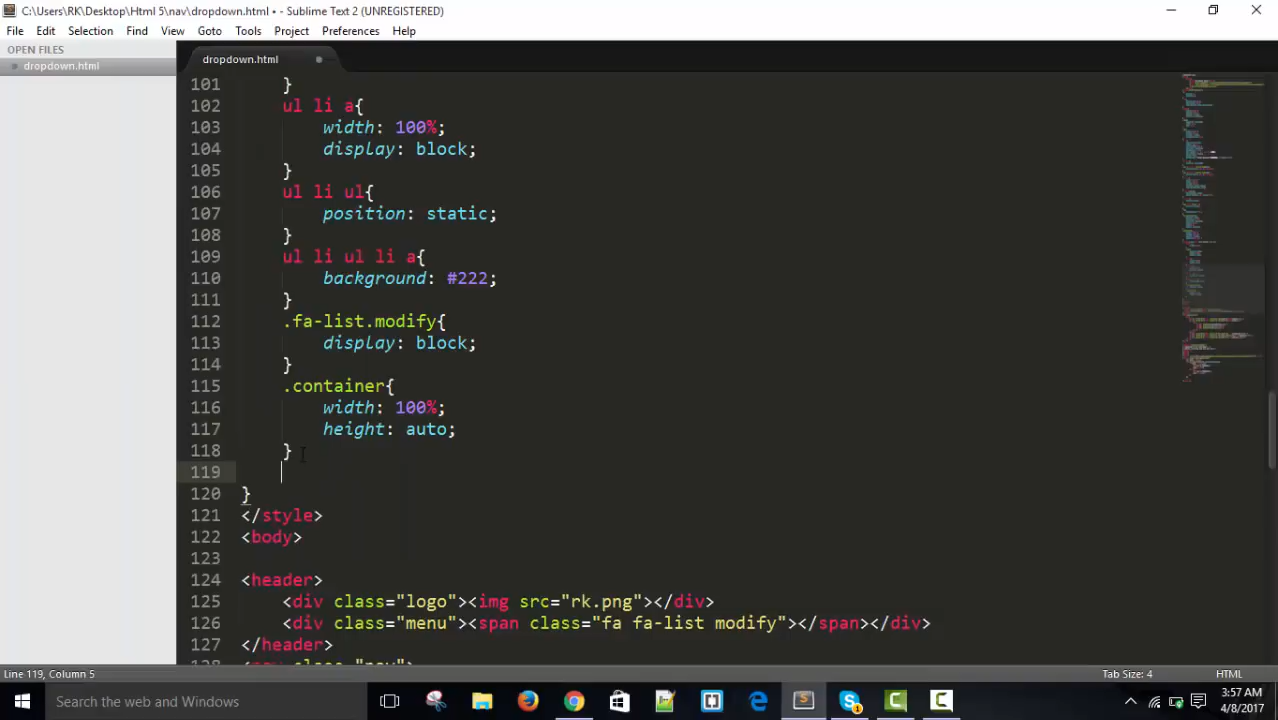 C:\Users\RK\Desktop\Html 5\nav\dropdown.html • - Sublime Text 2 (UNREGISTERED)
File Edit Selection Find View Goto Tools Project Preferences Help
OPEN FILES
dropdown.html
dropdown.html
101 }
102 ul li a{
103 width: 100%;
104 display: block;
105 }
106 ul li ul{
107 position: static;
108 }
109 ul li ul li a{
110 background: #222;
111 }
112 .fa-list.modify{
113 display: block;
114 }
115 .container{
116 width: 100%;
117 height: auto;
118 }
119
120 }
121 </style>
122 <body>
123
124 <header>
125 <div class="logo"><img src="rk.png"></div>
126 <div class="menu"><span class="fa fa-list modify"></span></div>
127 </header>
128 <nav class="nav">
Line 119, Column 5
Tab Size: 4
HTML
Search the web and Windows
3:57 AM
4/8/2017